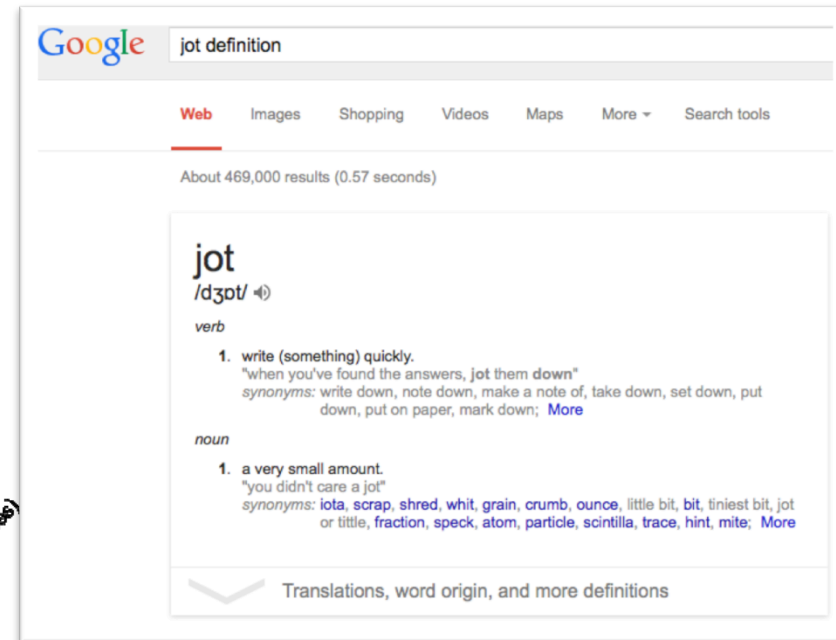 Google jot definition
Web Images Shopping Videos Maps More Search tools
About 469,000 results (0.57 seconds)
jot
/dʒɒt/
verb
1. write (something) quickly.
"when you've found the answers, jot them down"
synonyms: write down, note down, make a note of, take down, set down, put
down, put on paper, mark down; More
noun
1. a very small amount.
"you didn't care a jot"
synonyms: iota, scrap, shred, whit, grain, crumb, ounce, little bit, bit, tiniest bit, jot
or tittle, fraction, speck, atom, particle, scintilla, trace, hint, mite; More
Translations, word origin, and more definitions